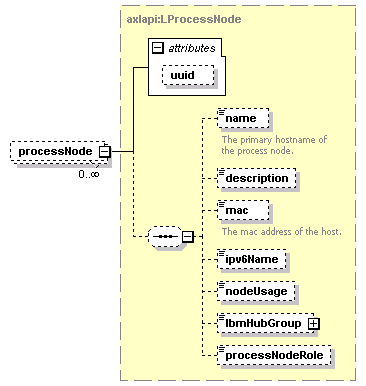 axlapi:LProcessNode
attributes
uuid
processNode
0..∞
name
The primary hostname of
the process node.
description
mac
The mac address of the host.
ipv6Name
nodeUsage
lbmHubGroup
processNodeRole